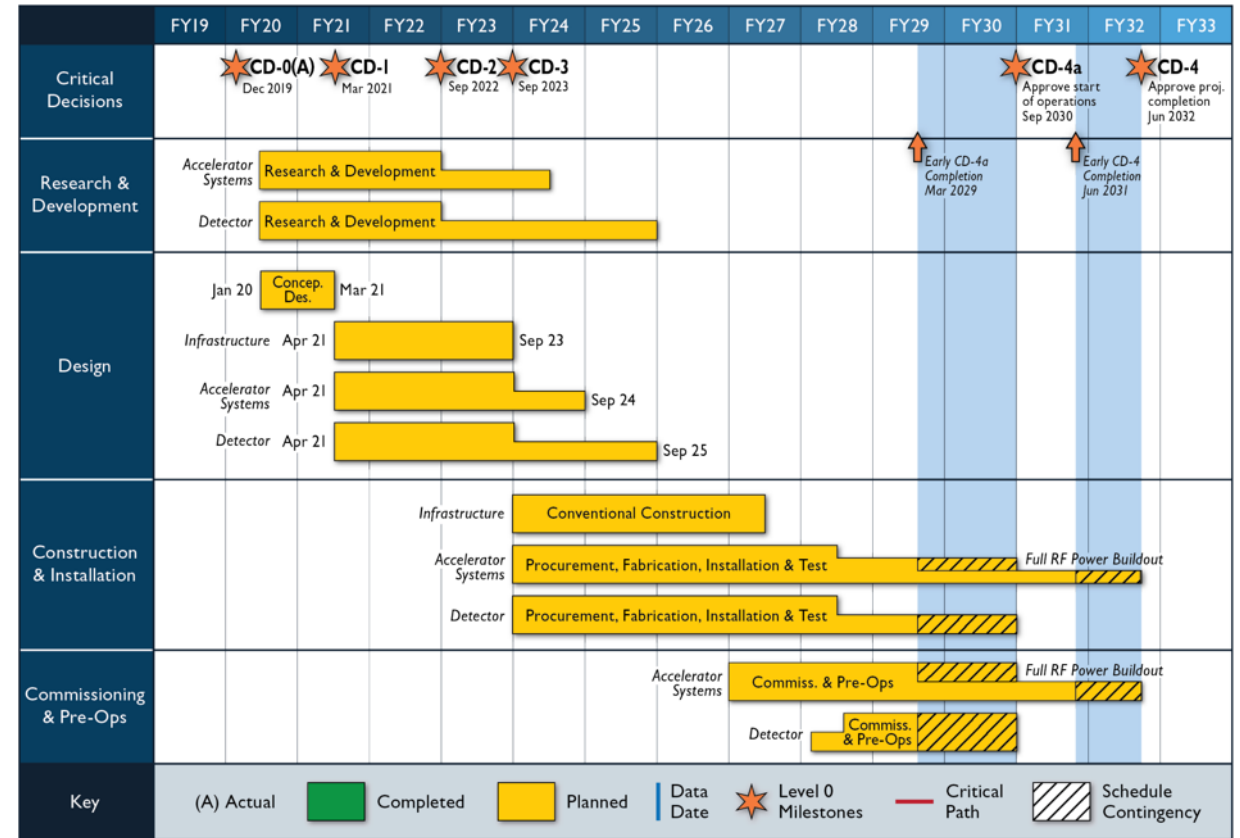 FY19 FY20 FY21 FY22 FY23 FY24 FY25 FY26 FY27 FY28 FY29 FY30 FY31 FY32 FY33
Critical
Decisions
CD-0(A)
Dec 2019
CD-1
Mar 2021
CD-2
Sep 2022
CD-3
Sep 2023
CD-4a
Approve start
of operations
Sep 2030
CD-4
Approve proj.
completion
Jun 2032
Early CD-4a
Completion
Mar 2029
Early CD-4
Completion
Jun 2031
Research &
Development
Accelerator
Systems
Research & Development
Detector
Research & Development
Design
Jan 20
Concep.
Des.
Mar 21
Infrastructure Apr 21
Sep 23
Accelerator
Systems
Apr 21
Sep 24
Detector Apr 21
Sep 25
Construction
& Installation
Infrastructure
Conventional Construction
Accelerator
Systems
Procurement, Fabrication, Installation & Test
Full RF Power Buildout
Detector
Procurement, Fabrication, Installation & Test
Commissioning
& Pre-Ops
Accelerator
Systems
Commiss. & Pre-Ops
Full RF Power Buildout
Detector
Commiss.
& Pre-Ops
Key
(A) Actual
Completed
Planned
Data
Date
Level 0
Milestones
Critical
Path
Schedule
Contingency